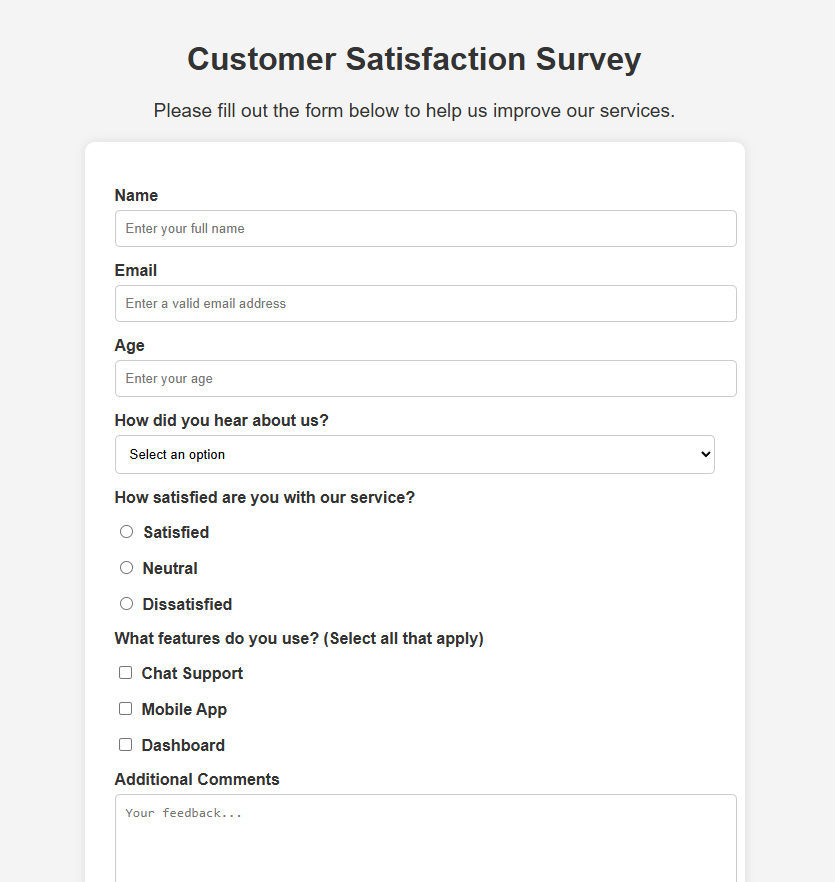 Customer Satisfaction Survey
Please fill out the form below to help us improve our services.
Name
Enter your full name
Email
Enter a valid email address
Age
Enter your age
How did you hear about us?
Select an option
How satisfied are you with our service?
Satisfied
Neutral
Dissatisfied
What features do you use? (Select all that apply)
Chat Support
Mobile App
Dashboard
Additional Comments
Your feedback...